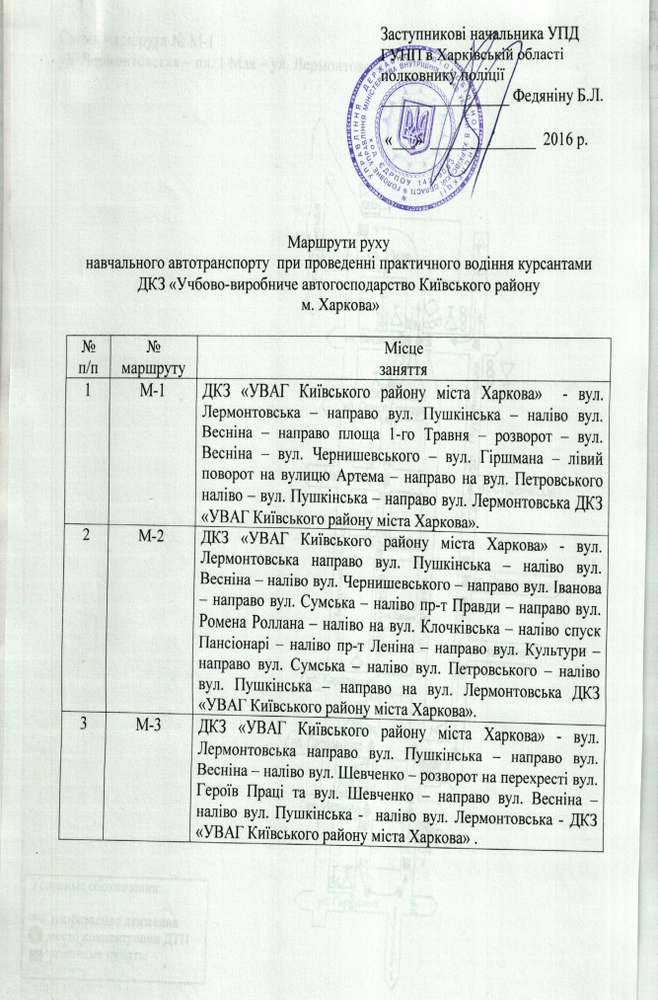 Заступникові начальника УПД
ГУНП в Харківській області
полковнику поліції
Федяніну Б.Л.
«   » 2016 р.
Маршрути руху
навчального автотранспорту при проведенні практичного водіння курсантами
ДКЗ «Учбово-виробниче автогосподарство Київського району
м. Харкова»
№ п/п
№ маршруту
Місце заняття
1
М-1
ДКЗ «УВАГ Київського району міста Харкова» - вул.
Лермонтовська – направо вул. Пушкінська – наліво вул.
Весніна – направо площа 1-го Травня – розворот – вул.
Весніна – вул. Чернишевського – вул. Гіршмана – лівий
поворот на вулицю Артема – направо на вул. Петровського
наліво – вул. Пушкінська – направо вул. Лермонтовська ДКЗ
«УВАГ Київського району міста Харкова».
2
М-2
ДКЗ «УВАГ Київського району міста Харкова» - вул.
Лермонтовська направо вул. Пушкінська – наліво вул.
Весніна – наліво вул. Чернишевського – направо вул. Іванова
– направо вул. Сумська – наліво пр-т Правди – направо вул.
Ромена Роллана – наліво на вул. Клочківська – наліво спуск
Пансіонарі – наліво пр-т Леніна – направо вул. Культури –
направо вул. Сумська – наліво вул. Петровського – наліво
вул. Пушкінська – направо на вул. Лермонтовська ДКЗ
«УВАГ Київського району міста Харкова».
3
М-3
ДКЗ «УВАГ Київського району міста Харкова» - вул.
Лермонтовська направо вул. Пушкінська – направо вул.
Весніна – наліво вул. Шевченко – розворот на перехресті вул.
Героїв Праці та вул. Шевченко – направо вул. Весніна –
наліво вул. Пушкінська - наліво вул. Лермонтовська - ДКЗ
«УВАГ Київського району міста Харкова» .